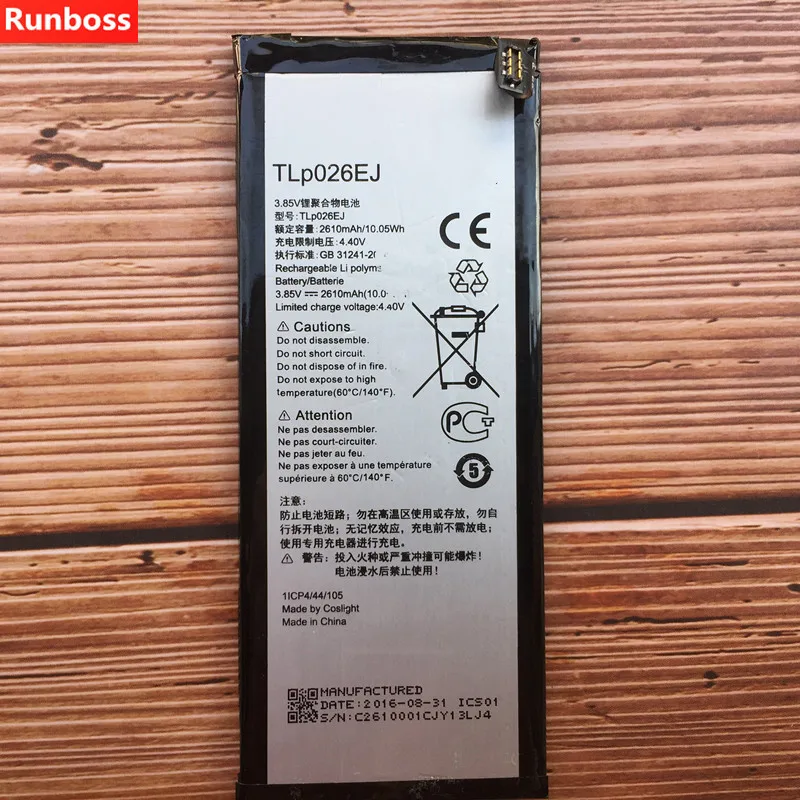 Runboss
TLp026EJ
3.85V锂聚合物电池
型号:TLp026EJ
额定容量:2610mAh/10.05Wh
充电限制电压:4.40V
执行标准:GB 31241-
Rechargeable Li
Battery/Batterie
3.85V ⎓ 2610mAh
Limited charge voltage:4.40V
CE
⚠ Cautions
Do not disassemble.
Do not short circuit.
Do not dispose of in fire.
Do not expose to high
temperature(60°C/140°F).
⚠ Attention
Ne pas desassembler.
Ne pas court-circuiter.
Ne pas jeter au feu.
Ne pas exposer à une température
supérieure à 60°C/140°F.
PCT
5
注意:
防止电池短路;勿在高温区使用或存放,勿自
行拆开电池;无记忆效应,充电前不需放电;
使用专用充电器进行充电。
⚠ 警告:投入火种或严重冲撞可能爆炸!
电池浸水后禁止使用!
1ICP4/44/105
Made by Coslight
Made in China
MANUFACTURED
DATE:2016-08-31 ICS01
S/N:C2610001CJY13LJ4